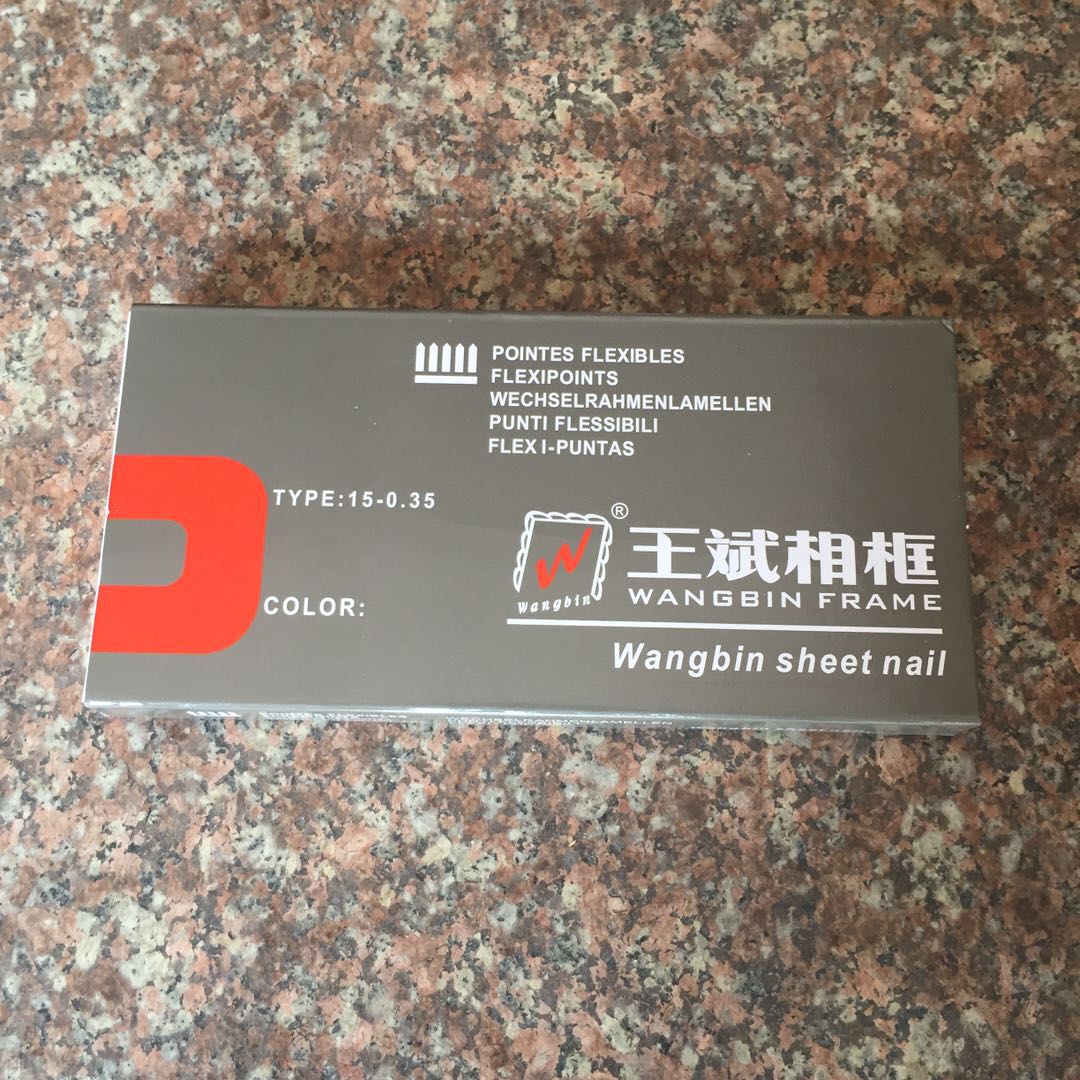 POINTES FLEXIBLES
FLEXIPOINTS
WECHSELRAHMENLAMELLEN
PUNTI FLESSIBILI
FLEX I-PUNTAS
TYPE:15-0.35
COLOR:
W
Wangbin
®
王斌相框
WANGBIN FRAME
Wangbin sheet nail